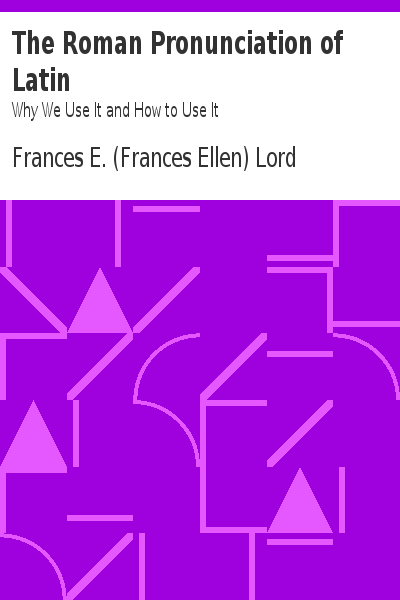 The Roman Pronunciation of
Latin
Why We Use It and How to Use It
Frances E. (Frances Ellen) Lord